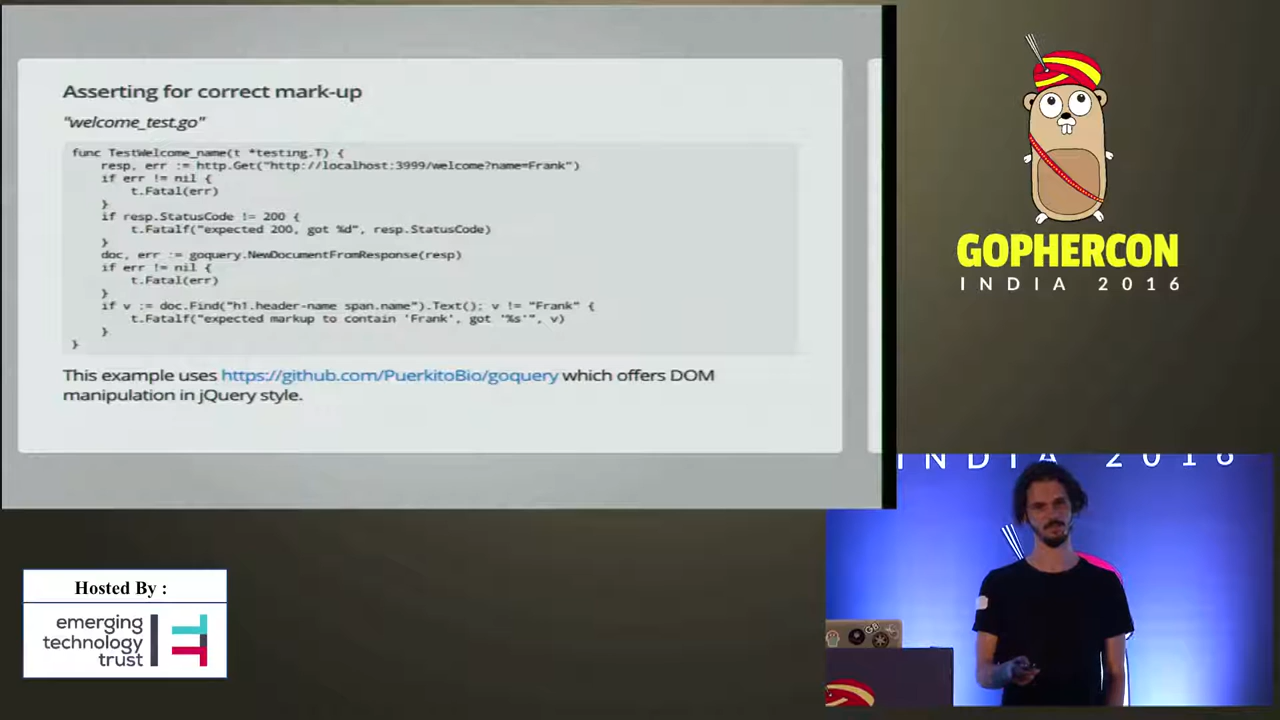 Asserting for correct mark-up
"welcome_test.go"
func TestWelcome_name(t *testing.T) {
resp, err := http.Get("http://localhost:3999/welcome?name=Frank")
if err != nil {
t.Fatal(err)
}
if resp.StatusCode != 200 {
t.Fatalf("expected 200, got %d", resp.StatusCode)
}
doc, err := goquery.NewDocumentFromResponse(resp)
if err != nil {
t.Fatal(err)
}
if v := doc.Find("h1.header-name span.name").Text(); v != "Frank" {
t.Fatalf("expected markup to contain 'Frank', got '%s'", v)
}
}
This example uses https://github.com/PuerkitoBio/goquery which offers DOM
manipulation in jQuery style.
GOPHERCON
INDIA 2016
INDIA 2016
Hosted By :
emerging
technology
trust